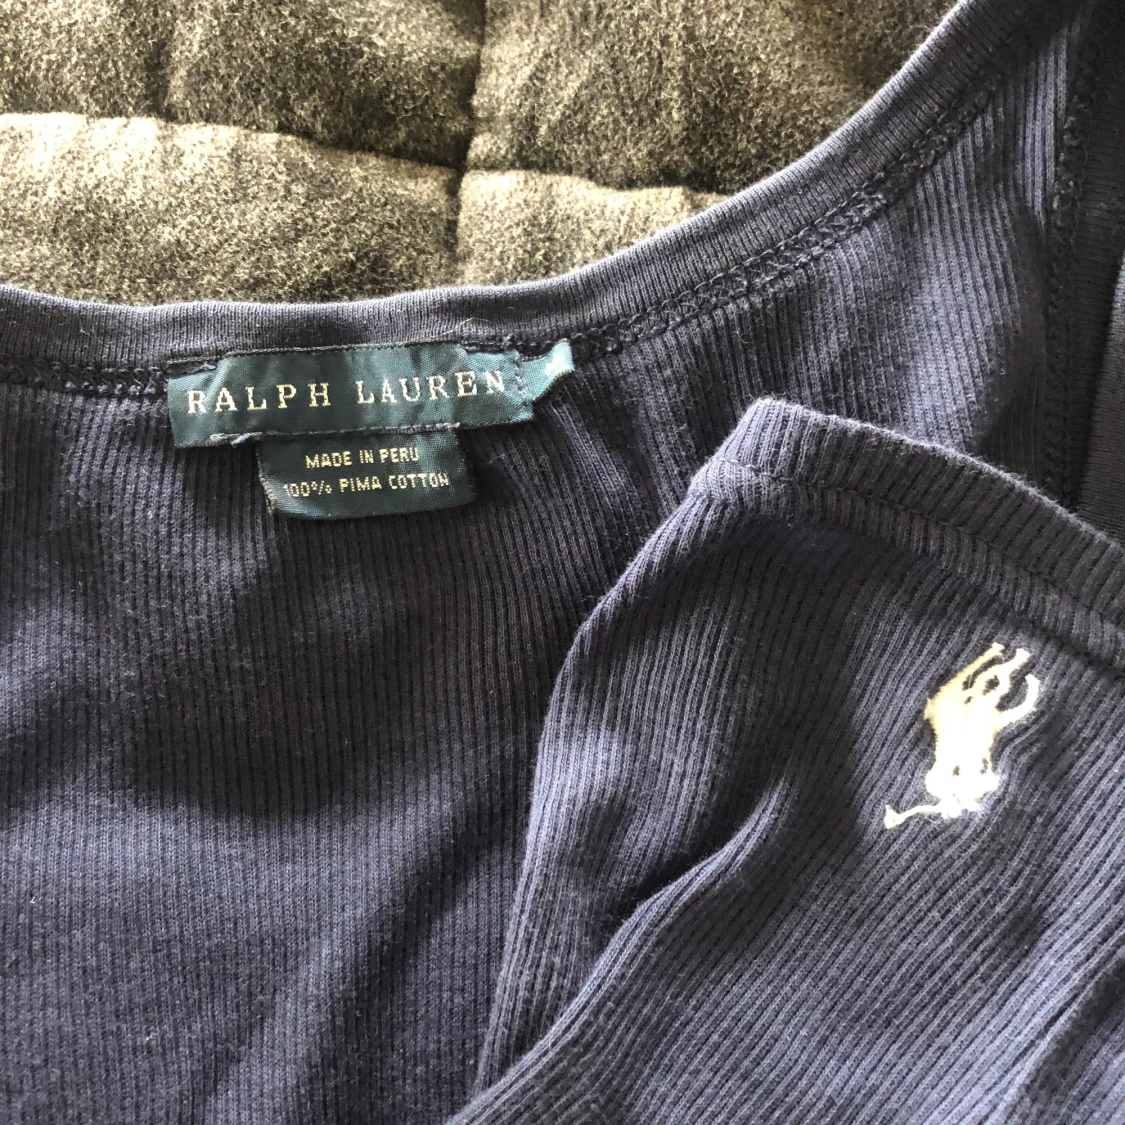 RALPH LAUREN
MADE IN PERU
100% PIMA COTTON